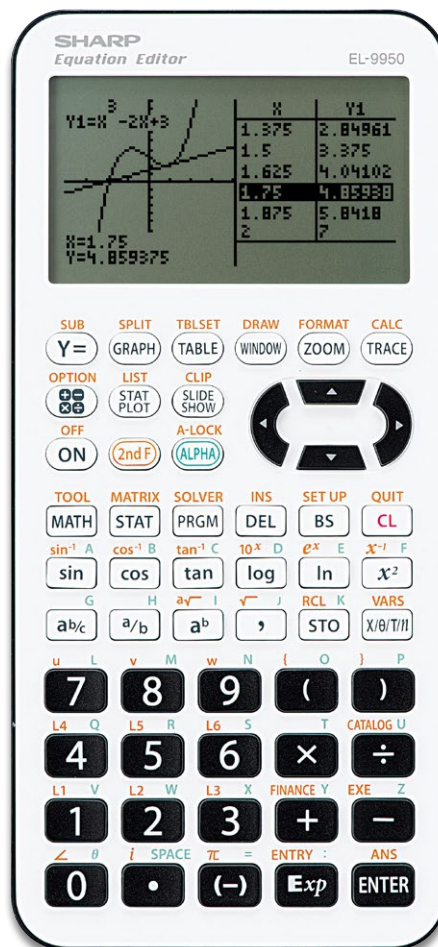 SHARP
Equation Editor EL-9950
Y1=X³-2X+3
X Y1
1.375 2.84961
1.5 3.375
1.625 4.04102
1.75 4.85938
1.875 5.8418
2 7
X=1.75
Y=4.859375
SUB SPLIT TBLSET DRAW FORMAT CALC
Y= GRAPH TABLE WINDOW ZOOM TRACE
OPTION LIST CLIP
STAT PLOT SLIDE SHOW
OFF A-LOCK
ON 2nd F ALPHA
TOOL MATRIX SOLVER INS SET UP QUIT
MATH STAT PRGM DEL BS CL
sin⁻¹ A cos⁻¹ B tan⁻¹ C 10ˣ D eˣ E x⁻¹ F
sin cos tan log ln x²
G H a√ I √ J RCL K VARS
ab/c a/b aᵇ , STO X/θ/T/n
u L v M w N { O } P
7 8 9 ( )
L4 Q L5 R L6 S T CATALOG U
4 5 6 × ÷
L1 V L2 W L3 X FINANCE Y EXE Z
1 2 3 + −
∠ θ i SPACE π = ENTRY : ANS
0 • (−) Exp ENTER